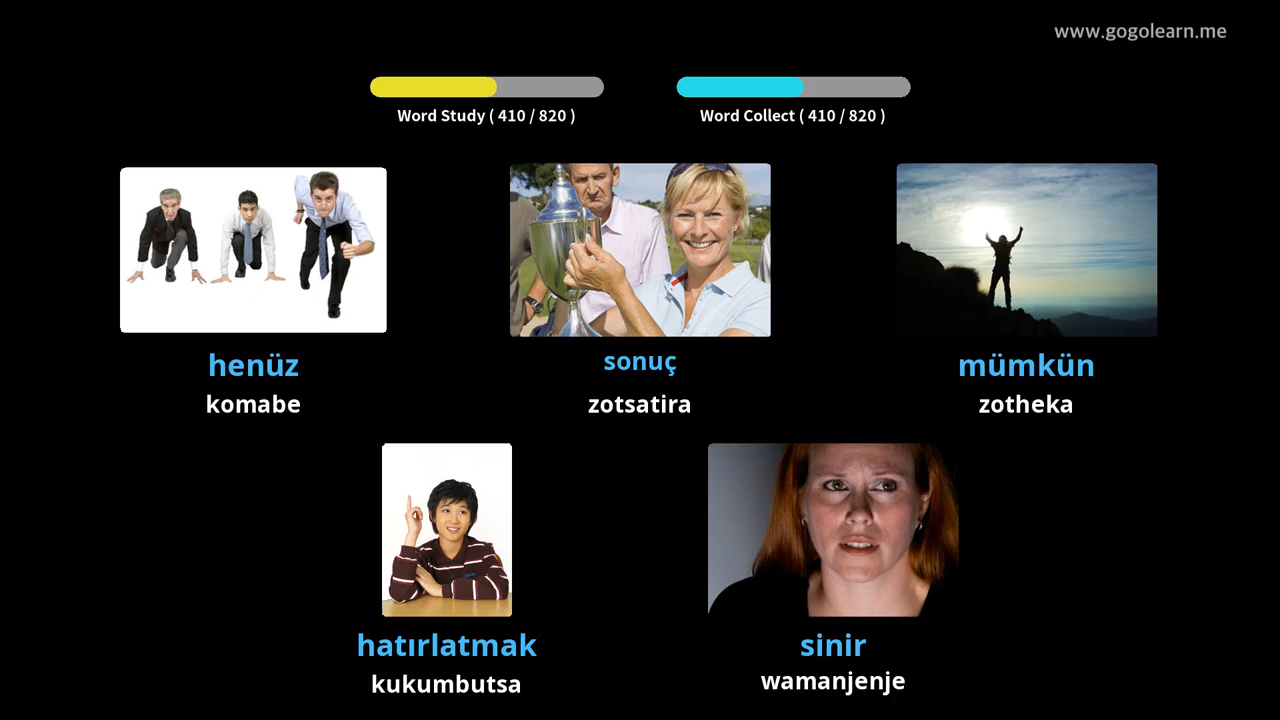 www.gogolearn.me
Word Study ( 410 / 820 )
Word Collect ( 410 / 820 )
henüz
komabe
sonuç
zotsatira
mümkün
zotheka
hatırlatmak
kukumbutsa
sinir
wamanjenje